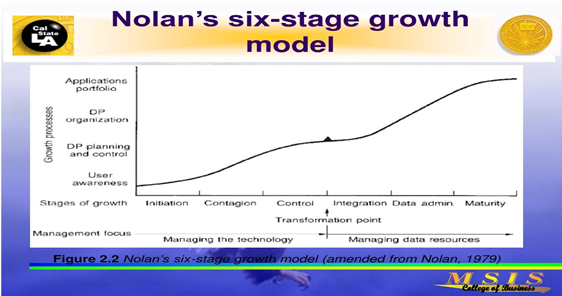 Nolan's six-stage growth
model
Cal State
LA
Growth processes
Applications
portfolio
DP
organization
DP planning
and control
User
awareness
Stages of growth Initiation Contagion Control Integration Data admin. Maturity
Transformation point
Management focus Managing the technology Managing data resources
Figure 2.2 Nolan's six-stage growth model (amended from Nolan, 1979)
MSIS
College of Business